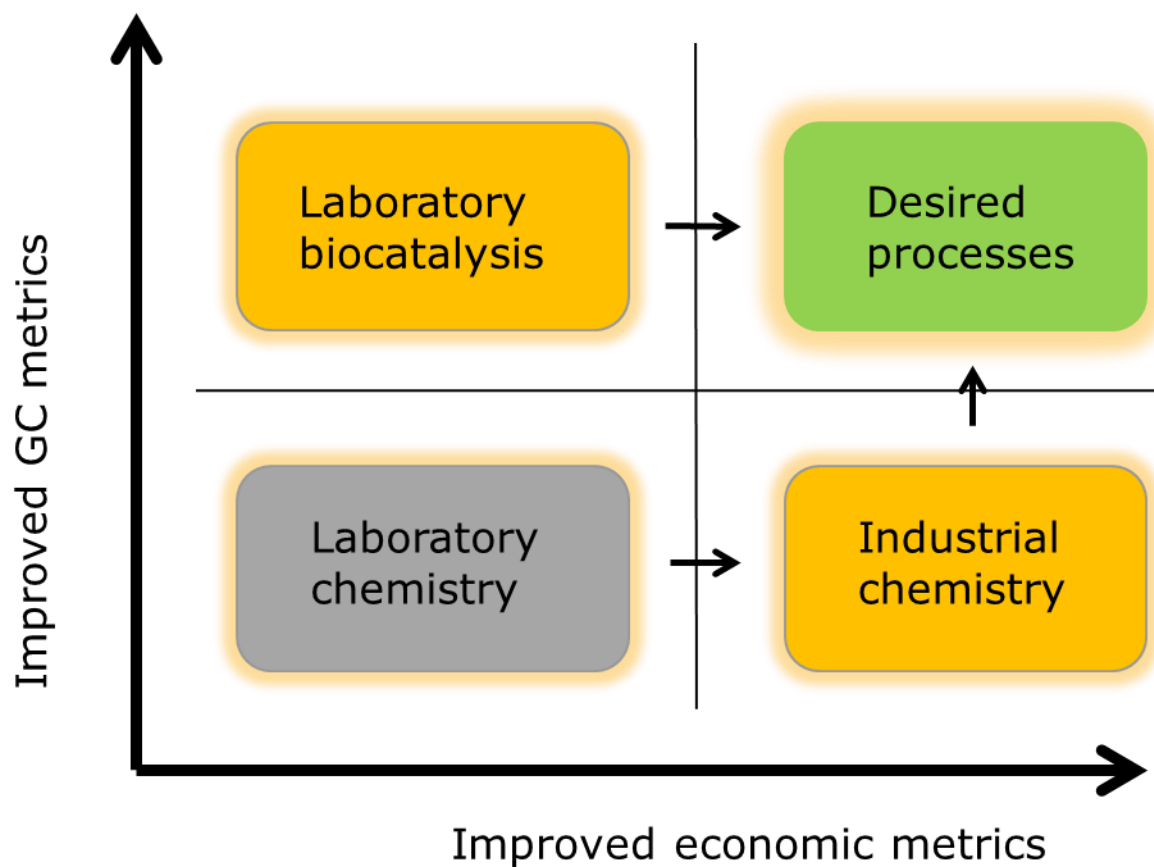 Improved GC metrics
Laboratory
biocatalysis
Desired
processes
Laboratory
chemistry
Industrial
chemistry
Improved economic metrics